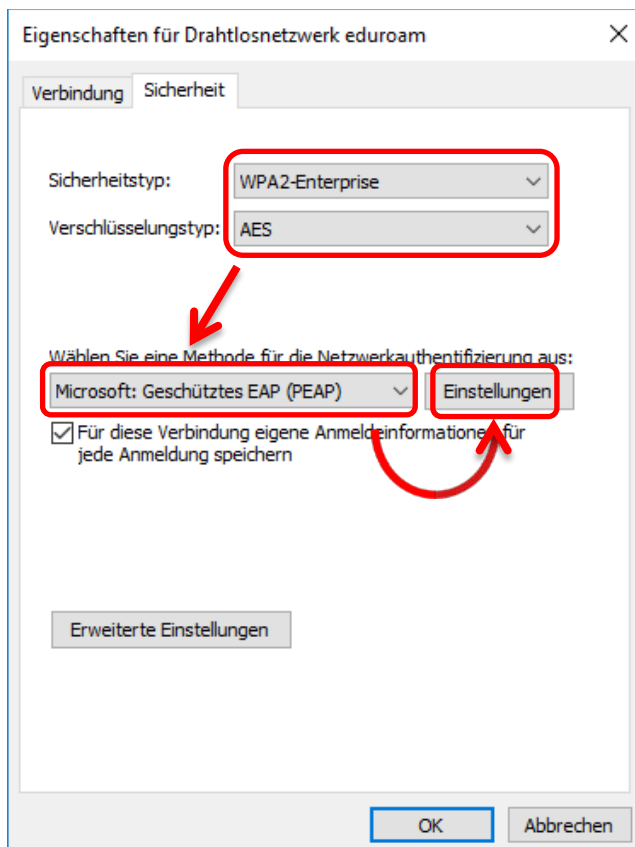 Eigenschaften für Drahtlosnetzwerk eduroam
Verbindung Sicherheit
Sicherheitstyp: WPA2-Enterprise
Verschlüsselungstyp: AES
Wählen Sie eine Methode für die Netzwerkauthentifizierung aus:
Microsoft: Geschütztes EAP (PEAP) Einstellungen
Für diese Verbindung eigene Anmeldeinformationen für
jede Anmeldung speichern
Erweiterte Einstellungen
OK Abbrechen